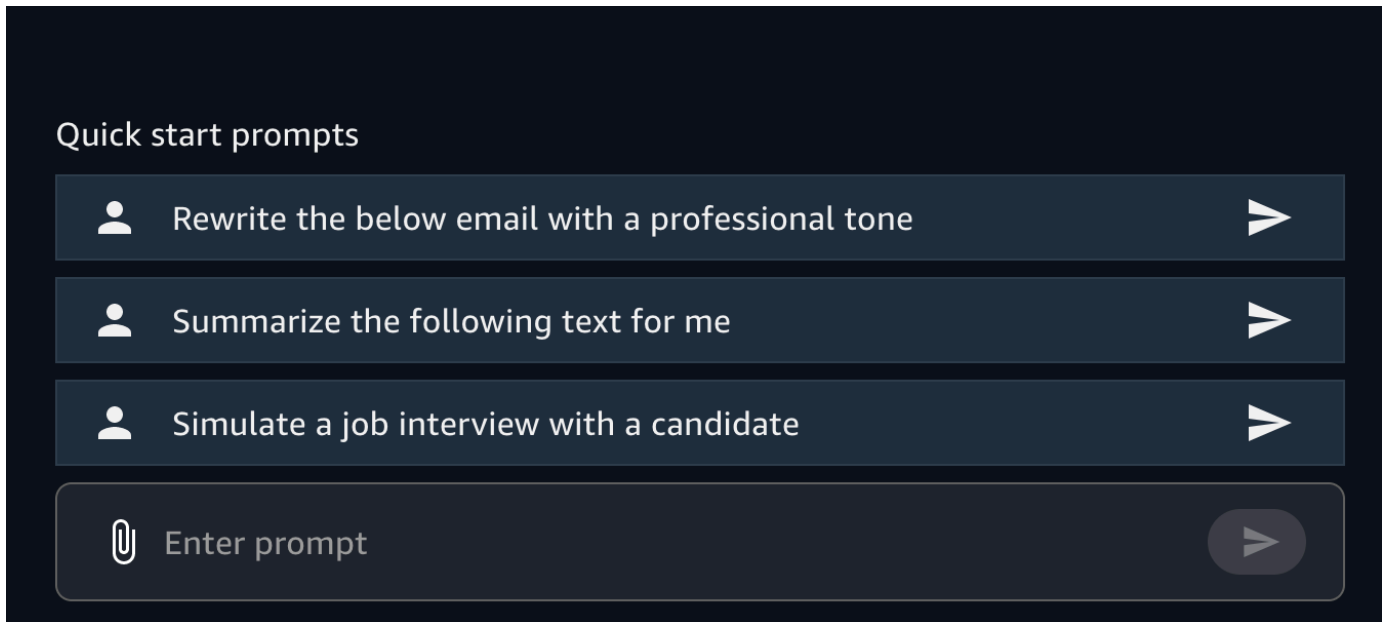 Quick start prompts
Rewrite the below email with a professional tone
Summarize the following text for me
Simulate a job interview with a candidate
Enter prompt